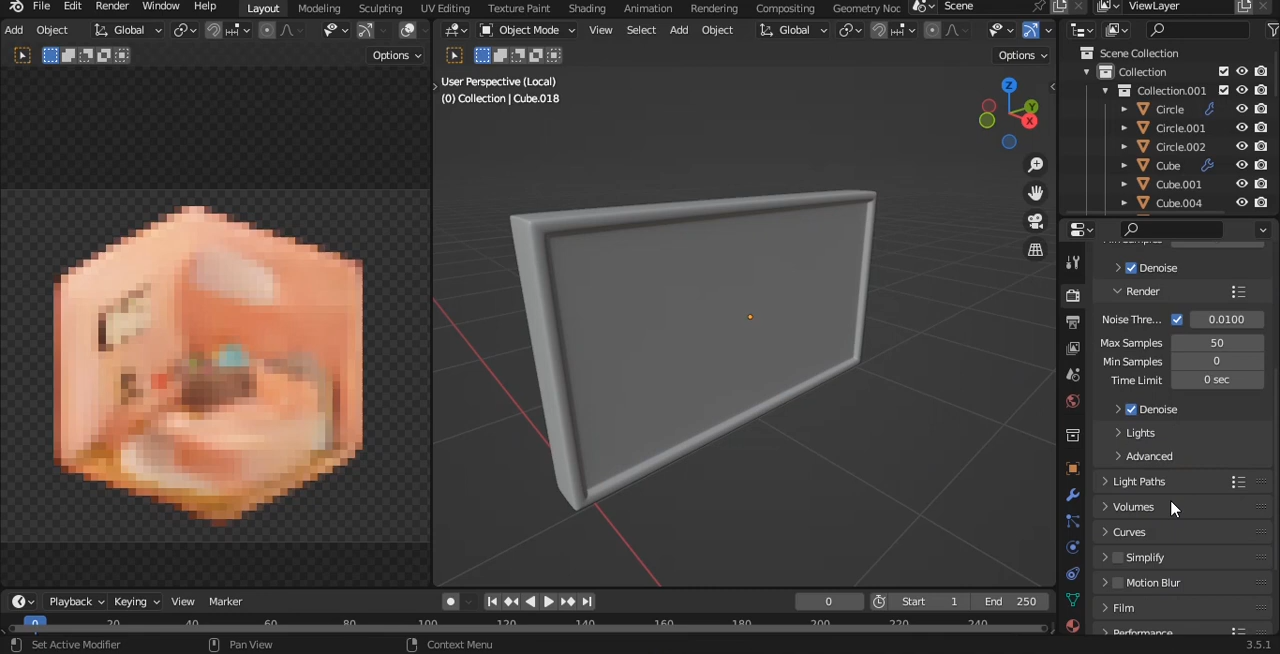 File Edit Render Window Help Layout Modeling Sculpting UV Editing Texture Paint Shading Animation Rendering Compositing Geometry Noc Scene ViewLayer
Add Object Global Object Mode View Select Add Object Global
Options Options
User Perspective (Local)
(0) Collection | Cube.018
Z
Y
X
Scene Collection
Collection
Collection.001
Circle
Circle.001
Circle.002
Cube
Cube.001
Cube.004
Min Samples
Denoise
Render
Noise Thre... 0.0100
Max Samples 50
Min Samples 0
Time Limit 0 sec
Denoise
Lights
Advanced
Light Paths
Volumes
Curves
Simplify
Motion Blur
Film
Performance
Playback Keying View Marker 0 Start 1 End 250
0 20 40 60 80 100 120 140 160 180 200 220 240
Set Active Modifier Pan View Context Menu 3.5.1